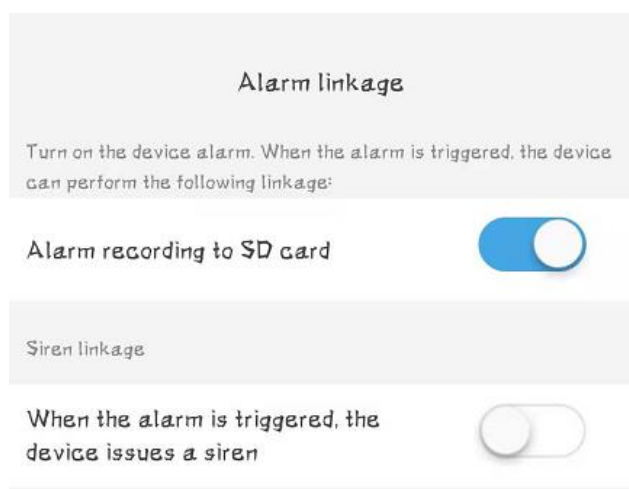 Alarm linkage
Turn on the device alarm. When the alarm is triggered, the device
can perform the following linkage:
Alarm recording to SD card
Siren linkage
When the alarm is triggered, the
device issues a siren